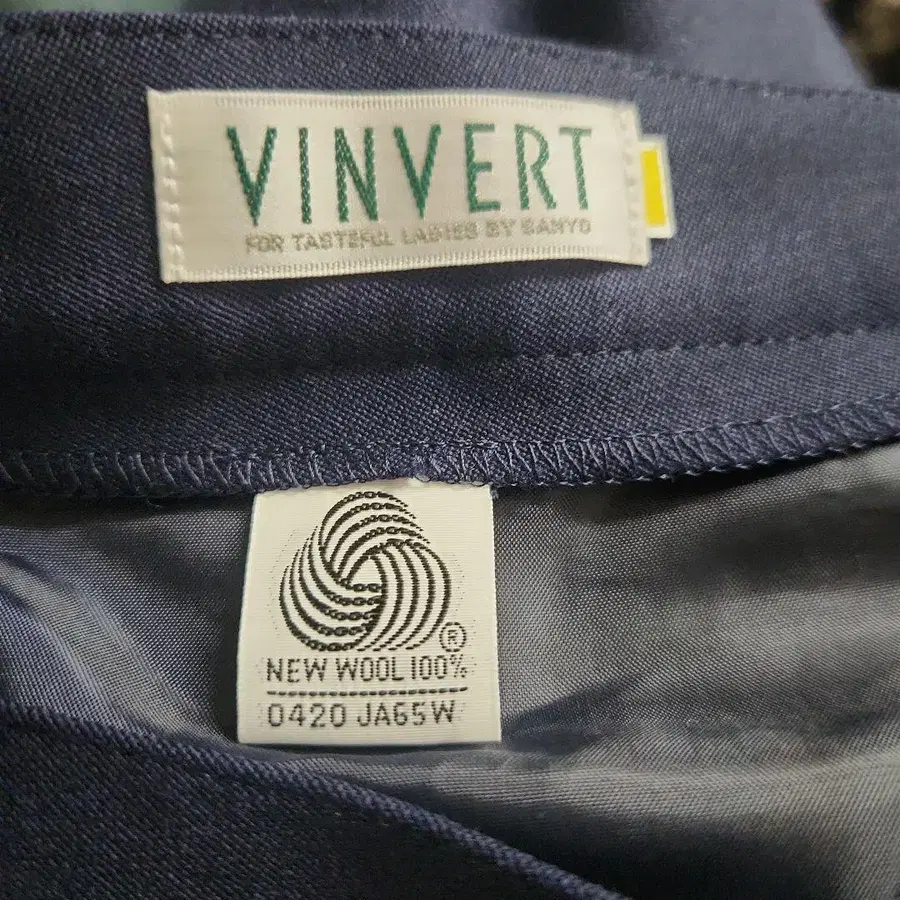 VINVERT
FOR TASTEFUL LADIES BY SANYO
®
NEW WOOL 100%
0420 JA65W